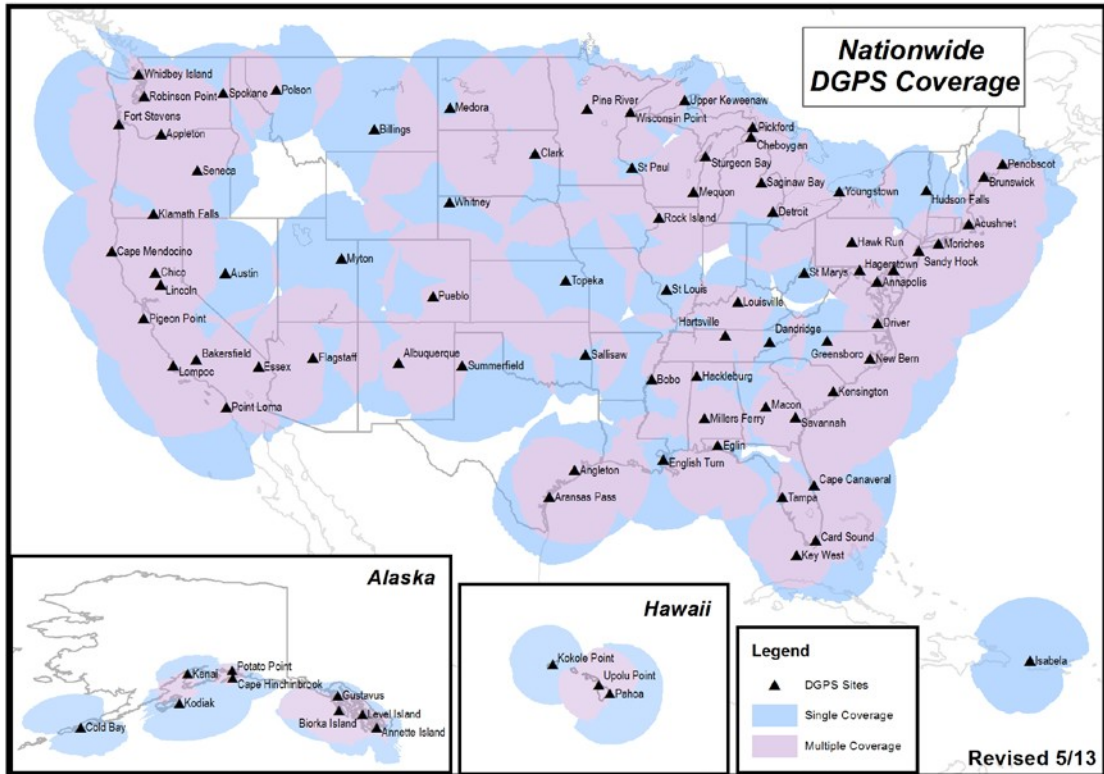 Nationwide
DGPS Coverage
Whidbey Island
Robinson Point
Spokane
Polson
Fort Stevens
Appleton
Seneca
Klamath Falls
Billings
Medora
Pine River
Upper Keweenaw
Wisconsin Point
Pickford
Cheboygan
Clark
St Paul
Sturgeon Bay
Saginaw Bay
Mequon
Whitney
Rock Island
Detroit
Youngstown
Hudson Falls
Penobscot
Brunswick
Acushnet
Moriches
Sandy Hook
Hawk Run
Hagerstown
Annapolis
Cape Mendocino
Chico
Lincoln
Austin
Myton
Pueblo
Topeka
St Louis
St Marys
Louisville
Pigeon Point
Hartsville
Dandridge
Driver
Greensboro
New Bern
Bakersfield
Lompoc
Essex
Flagstaff
Albuquerque
Summerfield
Sallisaw
Bobo
Hackleburg
Kensington
Macon
Savannah
Point Loma
Millers Ferry
Eglin
English Turn
Angleton
Aransas Pass
Cape Canaveral
Tampa
Card Sound
Key West
Alaska
Kenai
Potato Point
Cape Hinchinbrook
Kodiak
Gustavus
Cold Bay
Biorka Island
Level Island
Annette Island
Hawaii
Kokole Point
Upolu Point
Pahoa
Legend
DGPS Sites
Single Coverage
Multiple Coverage
Isabela
Revised 5/13